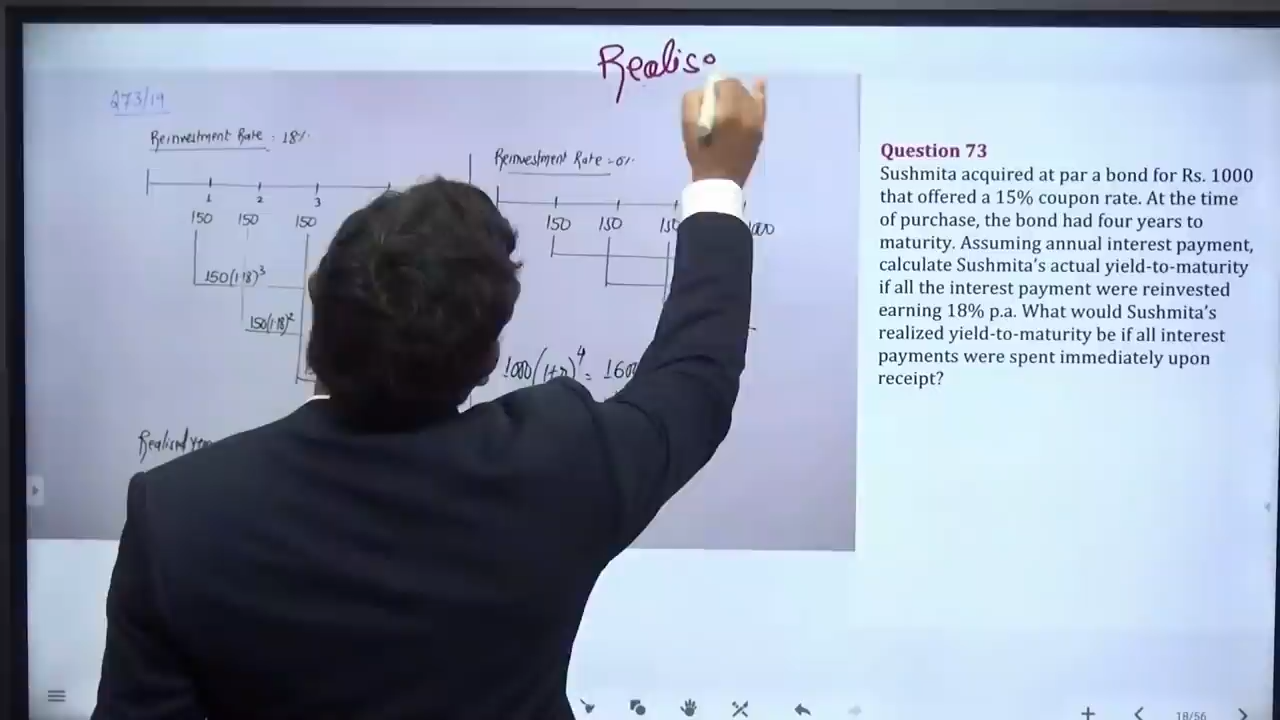 Realise
273/19
Reinvestment Rate : 18%
Reinvestment Rate = 0%
1 2 3
150 150 150
150 150 150
150(1.18)^3
150(1.18)^2
1000(1+r)^4 = 1600
Realised
Question 73
Sushmita acquired at par a bond for Rs. 1000
that offered a 15% coupon rate. At the time
of purchase, the bond had four years to
maturity. Assuming annual interest payment,
calculate Sushmita's actual yield-to-maturity
if all the interest payment were reinvested
earning 18% p.a. What would Sushmita's
realized yield-to-maturity be if all interest
payments were spent immediately upon
receipt?
18/56